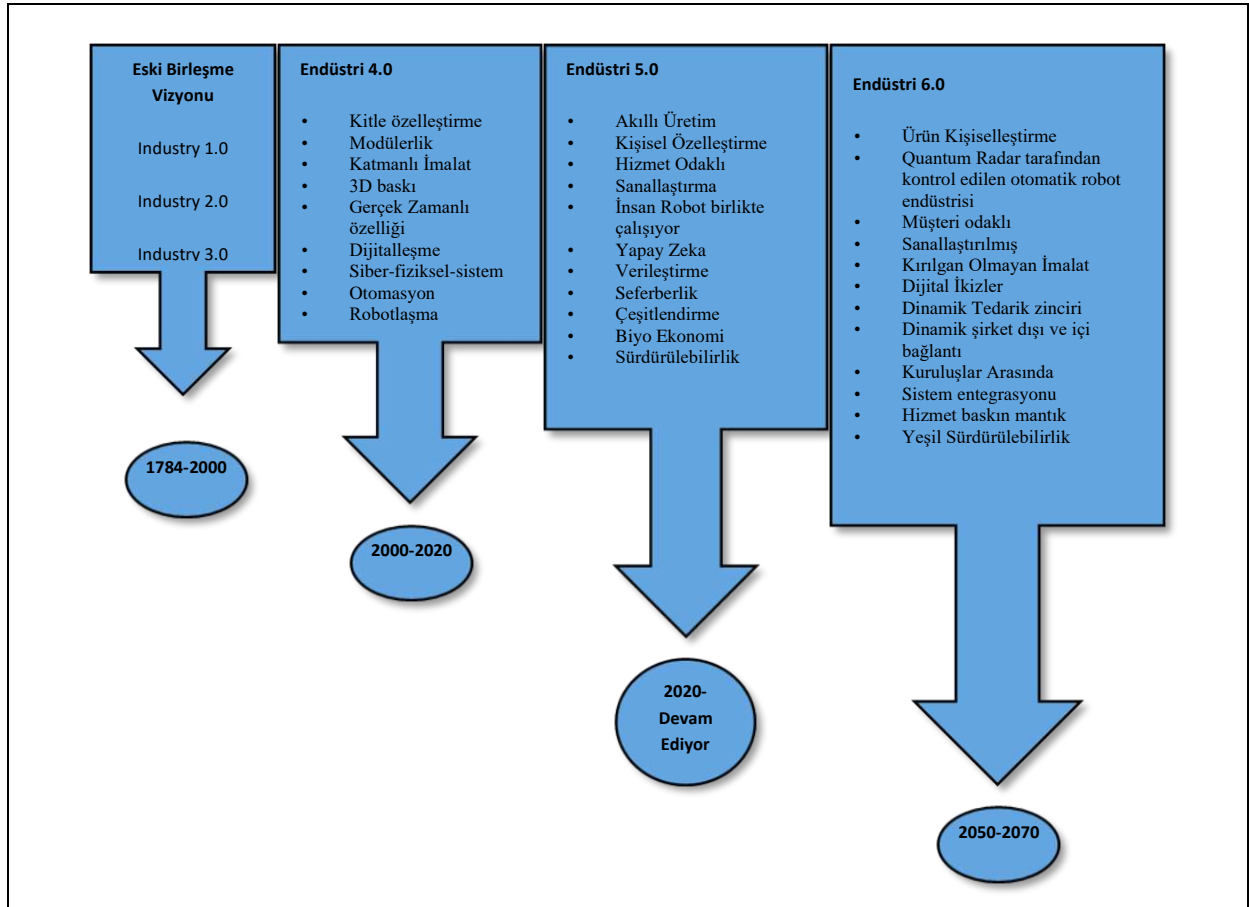 Eski Birleşme
Vizyonu
Industry 1.0
Industry 2.0
Industry 3.0
1784-2000
Endüstri 4.0
• Kitle özelleştirme
• Modülerlik
• Katmanlı İmalat
• 3D baskı
• Gerçek Zamanlı
özelliği
• Dijitalleşme
• Siber-fiziksel-sistem
• Otomasyon
• Robotlaşma
2000-2020
Endüstri 5.0
• Akıllı Üretim
• Kişisel Özelleştirme
• Hizmet Odaklı
• Sanallaştırma
• İnsan Robot birlikte
çalışıyor
• Yapay Zeka
• Verileştirme
• Seferberlik
• Çeşitlendirme
• Biyo Ekonomi
• Sürdürülebilirlik
2020-
Devam
Ediyor
Endüstri 6.0
• Ürün Kişiselleştirme
• Quantum Radar tarafından
kontrol edilen otomatik robot
endüstrisi
• Müşteri odaklı
• Sanallaştırılmış
• Kırılgan Olmayan İmalat
• Dijital İkizler
• Dinamik Tedarik zinciri
• Dinamik şirket dışı ve içi
bağlantı
• Kuruluşlar Arasında
• Sistem entegrasyonu
• Hizmet baskın mantık
• Yeşil Sürdürülebilirlik
2050-2070